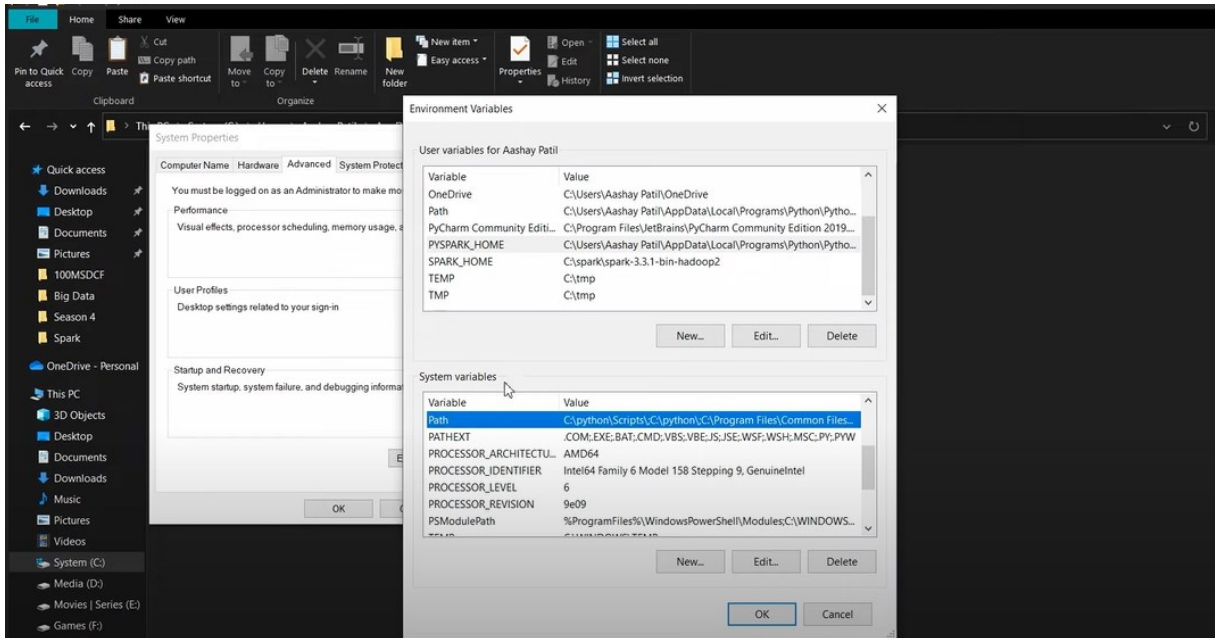 File Home Share View
Pin to Quick access
Copy
Paste
Cut
Copy path
Paste shortcut
Clipboard
Move to
Copy to
Delete
Rename
Organize
New folder
New item
Easy access
Properties
Open
Edit
History
Select all
Select none
Invert selection
Quick access
Downloads
Desktop
Documents
Pictures
100MSDCF
Big Data
Season 4
Spark
OneDrive - Personal
This PC
3D Objects
Desktop
Documents
Downloads
Music
Pictures
Videos
System (C:)
Media (D:)
Movies | Series (E:)
Games (F:)
System Properties
Computer Name Hardware Advanced System Protect
You must be logged on as an Administrator to make mo
Performance
Visual effects, processor scheduling, memory usage, a
User Profiles
Desktop settings related to your sign-in
Startup and Recovery
System startup, system failure, and debugging informa
OK
Environment Variables
User variables for Aashay Patil
Variable Value
OneDrive C:\Users\Aashay Patil\OneDrive
Path C:\Users\Aashay Patil\AppData\Local\Programs\Python\Pytho...
PyCharm Community Editi... C:\Program Files\JetBrains\PyCharm Community Edition 2019....
PYSPARK_HOME C:\Users\Aashay Patil\AppData\Local\Programs\Python\Pytho...
SPARK_HOME C:\spark\spark-3.3.1-bin-hadoop2
TEMP C:\tmp
TMP C:\tmp
New... Edit... Delete
System variables
Variable Value
Path C:\python\Scripts\;C:\python\;C:\Program Files\Common Files...
PATHEXT .COM;.EXE;.BAT;.CMD;.VBS;.VBE;.JS;.JSE;.WSF;.WSH;.MSC;.PY;.PYW
PROCESSOR_ARCHITECTU... AMD64
PROCESSOR_IDENTIFIER Intel64 Family 6 Model 158 Stepping 9, GenuineIntel
PROCESSOR_LEVEL 6
PROCESSOR_REVISION 9e09
PSModulePath %ProgramFiles%\WindowsPowerShell\Modules;C:\WINDOWS...
New... Edit... Delete
OK Cancel